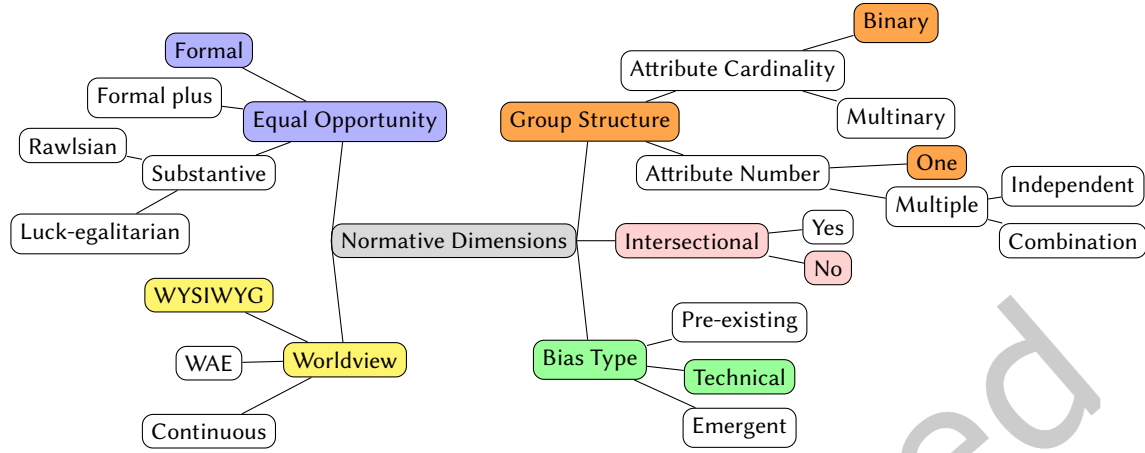 Binary
Formal
Attribute Cardinality
Formal plus
Equal Opportunity
Group Structure
Multinary
Rawlsian
Substantive
Attribute Number
One
Independent
Multiple
Luck-egalitarian
Normative Dimensions
Intersectional
Yes
Combination
No
WYSIWYG
Pre-existing
WAE
Worldview
Bias Type
Technical
Continuous
Emergent